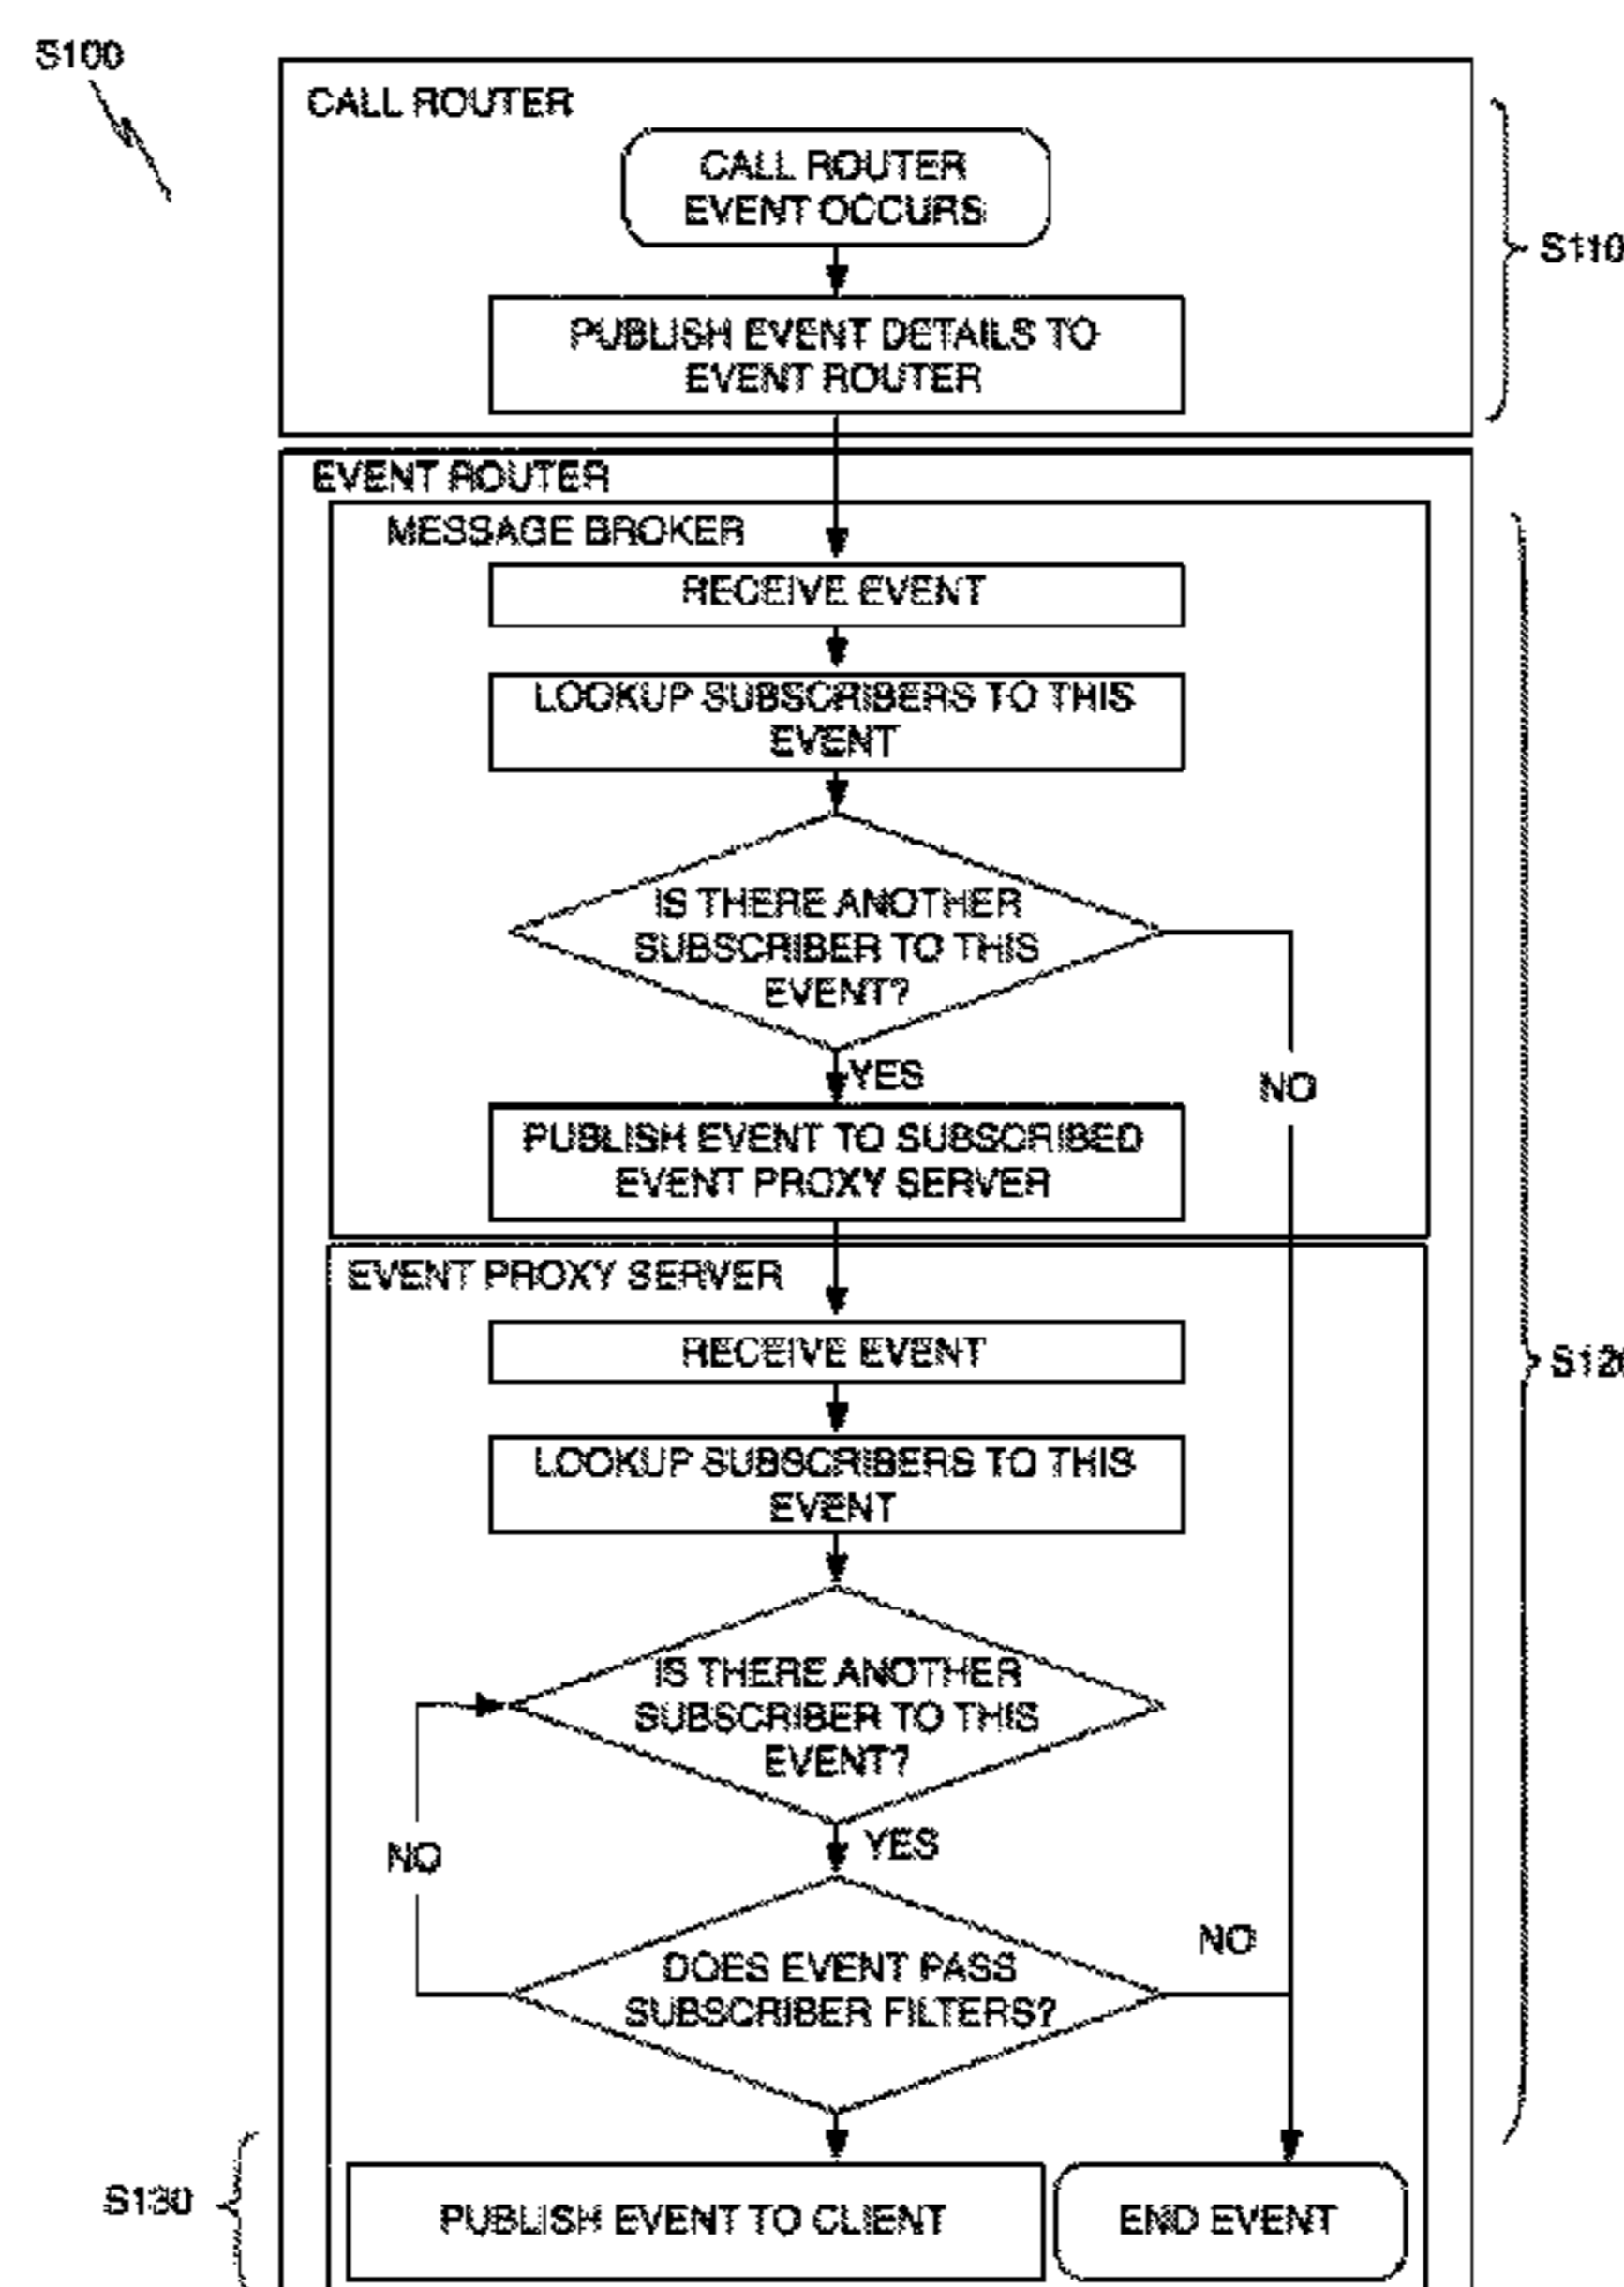 S100
CALL ROUTER
CALL ROUTER
EVENT OCCURS
S110
PUBLISH EVENT DETAILS TO
EVENT ROUTER
EVENT ROUTER
MESSAGE BROKER
RECEIVE EVENT
LOOKUP SUBSCRIBERS TO THIS
EVENT
IS THERE ANOTHER
SUBSCRIBER TO THIS
EVENT?
YES
NO
PUBLISH EVENT TO SUBSCRIBED
EVENT PROXY SERVER
EVENT PROXY SERVER
RECEIVE EVENT
S120
LOOKUP SUBSCRIBERS TO THIS
EVENT
IS THERE ANOTHER
SUBSCRIBER TO THIS
EVENT?
YES
NO
NO
DOES EVENT PASS
SUBSCRIBER FILTERS?
S130
PUBLISH EVENT TO CLIENT
END EVENT